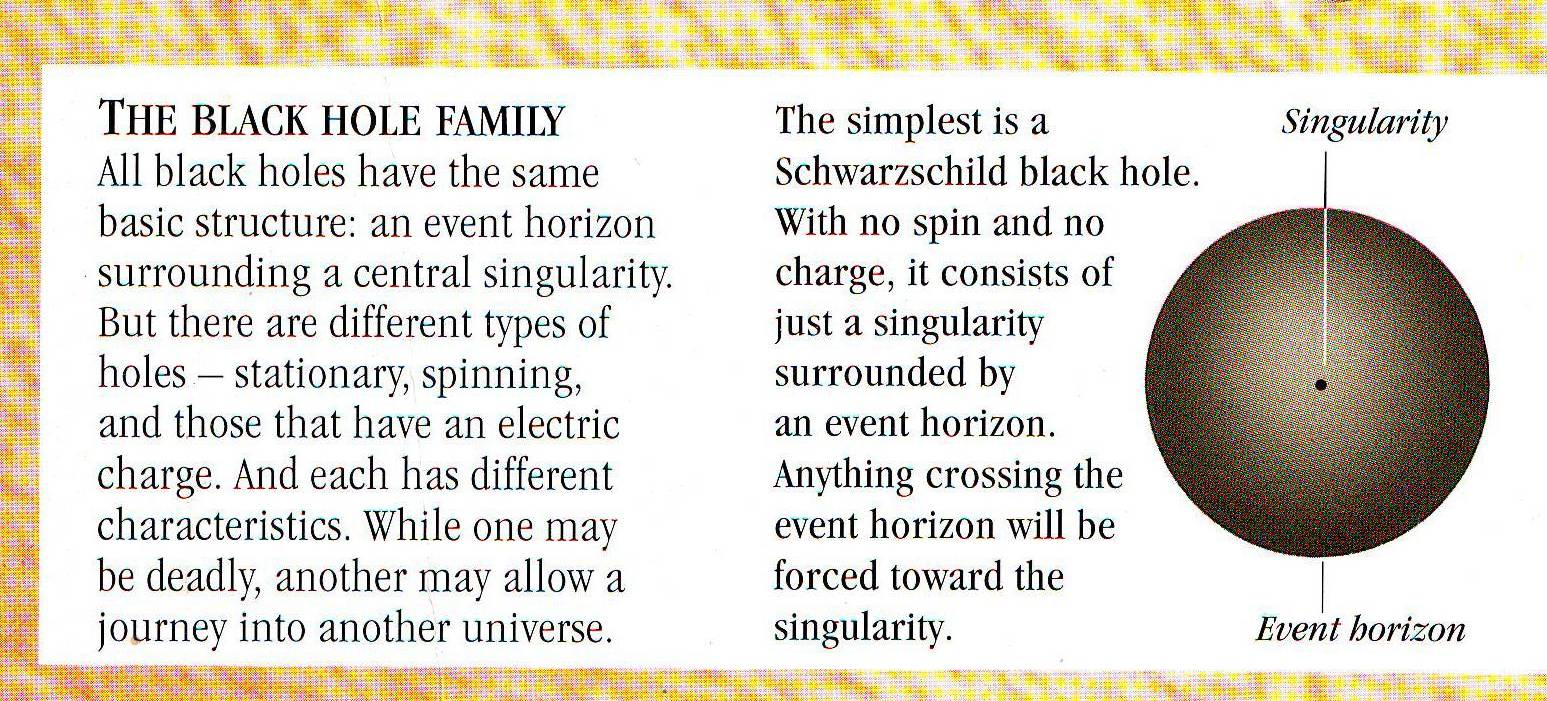 THE BLACK HOLE FAMILY
All black holes have the same
basic structure: an event horizon
surrounding a central singularity.
But there are different types of
holes – stationary, spinning,
and those that have an electric
charge. And each has different
characteristics. While one may
be deadly, another may allow a
journey into another universe.
The simplest is a
Schwarzschild black hole.
With no spin and no
charge, it consists of
just a singularity
surrounded by
an event horizon.
Anything crossing the
event horizon will be
forced toward the
singularity.
Singularity
Event horizon